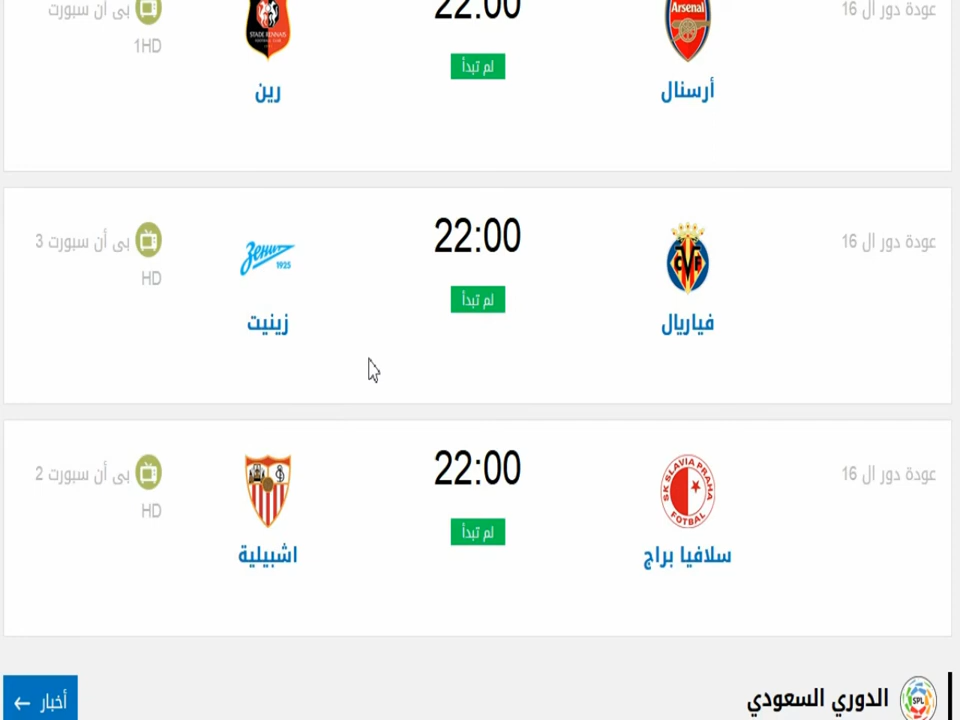 عودة دور ال 16
22:00
بى أن سبورت
1HD
Arsenal
STADE RENNAIS
لم تبدأ
أرسنال
رين
عودة دور ال 16
22:00
بى أن سبورت 3
HD
Зенит
1925
لم تبدأ
فياريال
زينيت
عودة دور ال 16
22:00
بى أن سبورت 2
HD
SK SLAVIA PRAHA
FOTBAL
لم تبدأ
سلافيا براج
اشبيلية
الدوري السعودي
SPL
أخبار